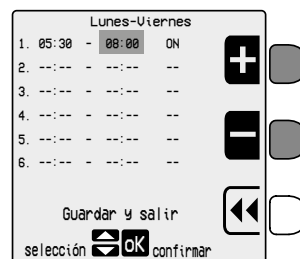 Lunes-Viernes
1. 05:30 - 08:00 ON
2. --:-- - --:-- --
3. --:-- - --:-- --
4. --:-- - --:-- --
5. --:-- - --:-- --
6. --:-- - --:-- --
Guardar y salir
selección OK confirmar